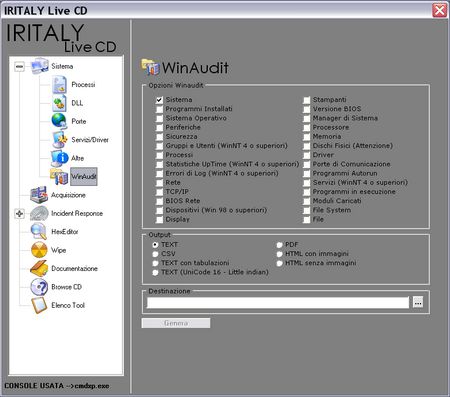 IRITALY Live CD
IRITALY
Live CD
Sistema
Processi
DLL
Porte
Servizi/Driver
Altre
WinAudit
Acquisizione
Incident Response
HexEditor
Wipe
Documentazione
Browse CD
Elenco Tool
WinAudit
Opzioni Winaudit
Sistema
Programmi Installati
Sistema Operativo
Periferiche
Sicurezza
Gruppi e Utenti (WinNT 4 o superiori)
Processi
Statistiche UpTime (WinNT 4 o superiori)
Errori di Log (WinNT 4 o superiori)
Rete
TCP/IP
BIOS Rete
Dispositivi (Win 98 o superiori)
Display
Stampanti
Versione BIOS
Manager di Sistema
Processore
Memoria
Dischi Fisici (Attenzione)
Driver
Porte di Comunicazione
Programmi Autorun
Servizi (WinNT 4 o superiori)
Programmi in esecuzione
Moduli Caricati
File System
File
Output
TEXT
CSV
TEXT con tabulazioni
TEXT (UniCode 16 - Little indian)
PDF
HTML con immagini
HTML senza immagini
Destinazione
...
Genera
CONSOLE USATA -->cmdxp.exe